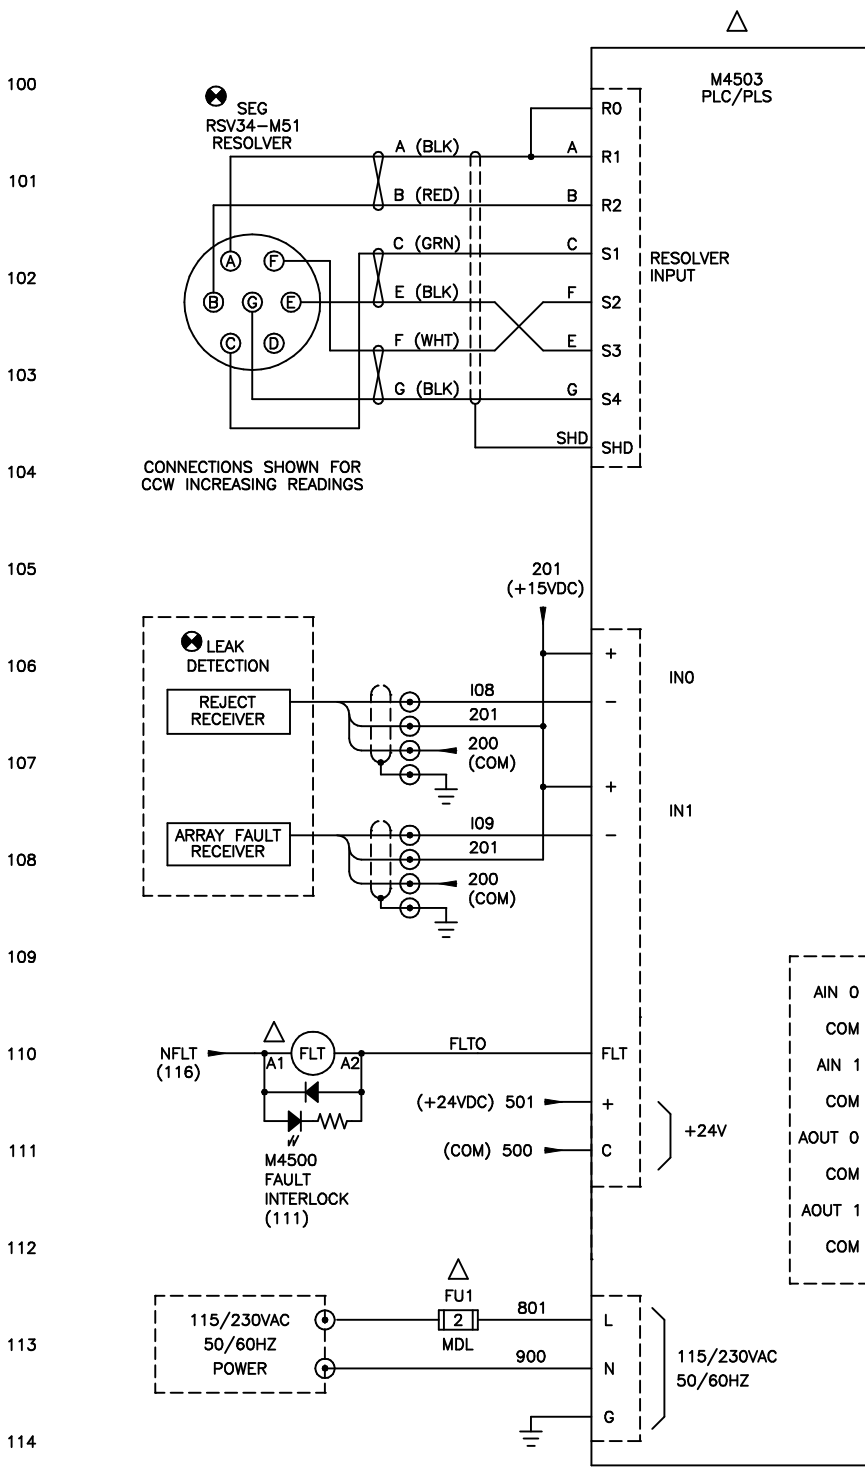 100
M4503
PLC/PLS
SEG
RSV34-M51
RESOLVER
R0
A (BLK) A R1
101
B (RED) B R2
C (GRN) C S1
RESOLVER
INPUT
A F
102
E (BLK) F S2
B G E
F (WHT) E S3
C D
103
G (BLK) G S4
SHD SHD
CONNECTIONS SHOWN FOR
CCW INCREASING READINGS
104
105
201
(+15VDC)
106
LEAK
DETECTION
+
IN0
REJECT
RECEIVER
I08
-
201
107
200
(COM)
+
IN1
ARRAY FAULT
RECEIVER
I09
-
108
201
200
(COM)
109
AIN 0
COM
110
NFLT
(116)
A1 FLT A2
FLTO
FLT
AIN 1
(+24VDC) 501
+
COM
+24V
AOUT 0
111
(COM) 500
C
M4500
FAULT
INTERLOCK
(111)
COM
AOUT 1
112
COM
FU1
115/230VAC
50/60HZ
POWER
2
MDL
801
L
113
900
N
115/230VAC
50/60HZ
G
114